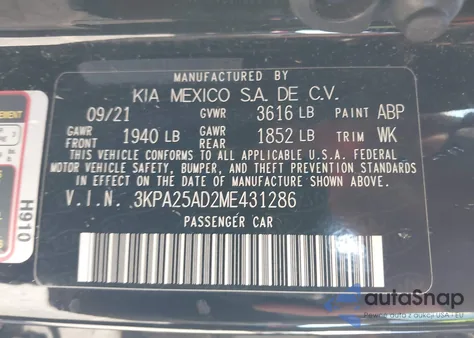 MANUFACTURED BY
KIA MEXICO S.A. DE C.V.
09/21 GVWR 3616 LB PAINT ABP
GAWR FRONT 1940 LB GAWR REAR 1852 LB TRIM WK
THIS VEHICLE CONFORMS TO ALL APPLICABLE U.S.A. FEDERAL
MOTOR VEHICLE SAFETY, BUMPER, AND THEFT PREVENTION STANDARDS
IN EFFECT ON THE DATE OF MANUFACTURE SHOWN ABOVE.
V.I.N. 3KPA25AD2ME431286
PASSENGER CAR
H910
autaSnap